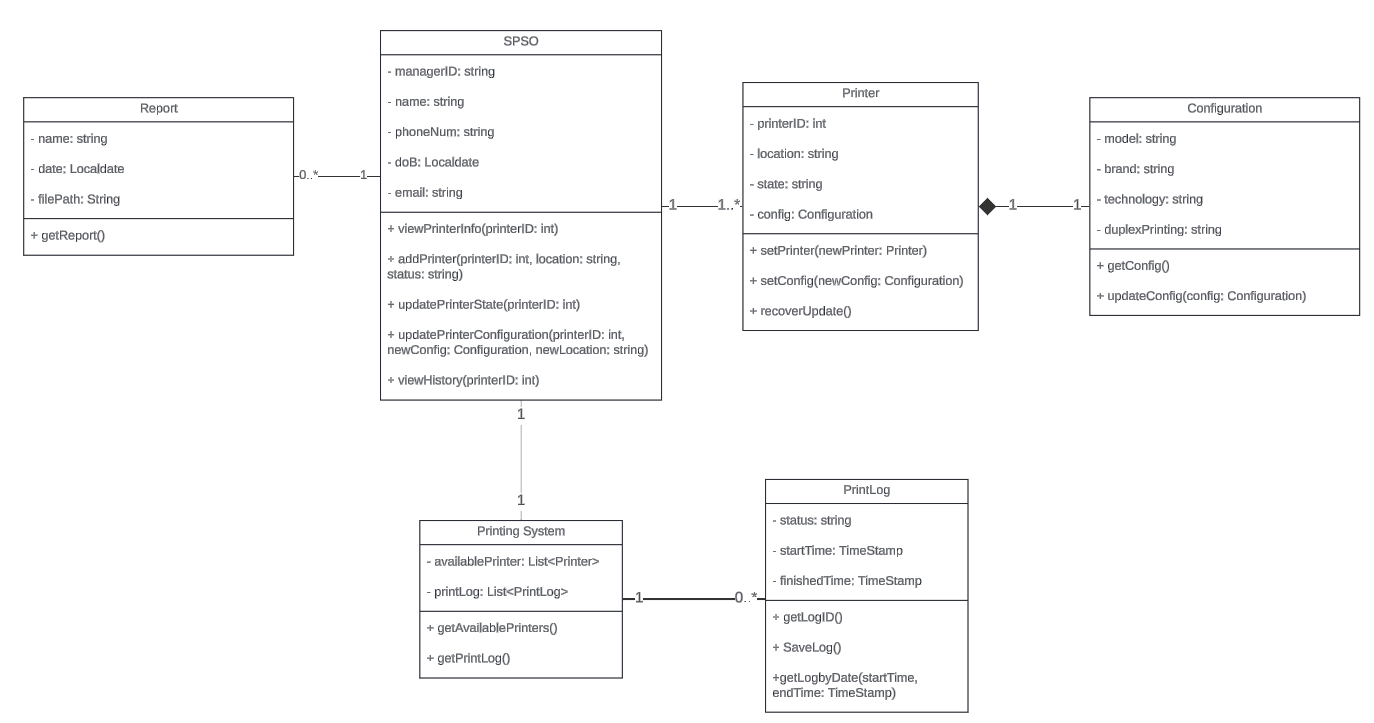 SPSO
- managerID: string
- name: string
- phoneNum: string
- doB: Localdate
- email: string
+ viewPrinterInfo(printerID: int)
+ addPrinter(printerID: int, location: string,
status: string)
+ updatePrinterState(printerID: int)
+ updatePrinterConfiguration(printerID: int,
newConfig: Configuration, newLocation: string)
+ viewHistory(printerID: int)
Report
- name: string
- date: Localdate
- filePath: String
+ getReport()
0..*
1
Printer
- printerID: int
- location: string
- state: string
- config: Configuration
+ setPrinter(newPrinter: Printer)
+ setConfig(newConfig: Configuration)
+ recoverUpdate()
1
1..*
Configuration
- model: string
- brand: string
- technology: string
- duplexPrinting: string
+ getConfig()
+ updateConfig(config: Configuration)
1
1
1
1
Printing System
- availablePrinter: List<Printer>
- printLog: List<PrintLog>
+ getAvailablePrinters()
+ getPrintLog()
1
0..*
PrintLog
- status: string
- startTime: TimeStamp
- finishedTime: TimeStamp
+ getLogID()
+ SaveLog()
+getLogbyDate(startTime,
endTime: TimeStamp)